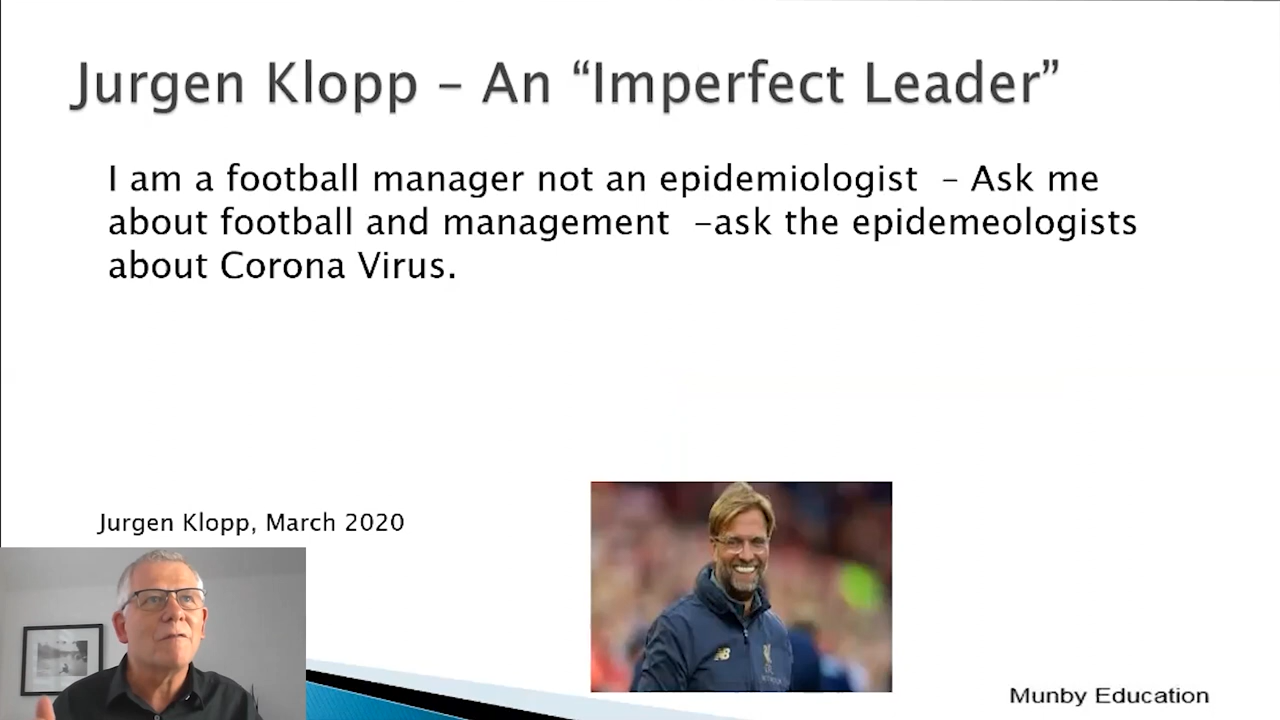 Jurgen Klopp – An “Imperfect Leader”
I am a football manager not an epidemiologist – Ask me
about football and management –ask the epidemeologists
about Corona Virus.
Jurgen Klopp, March 2020
NB
Munby Education